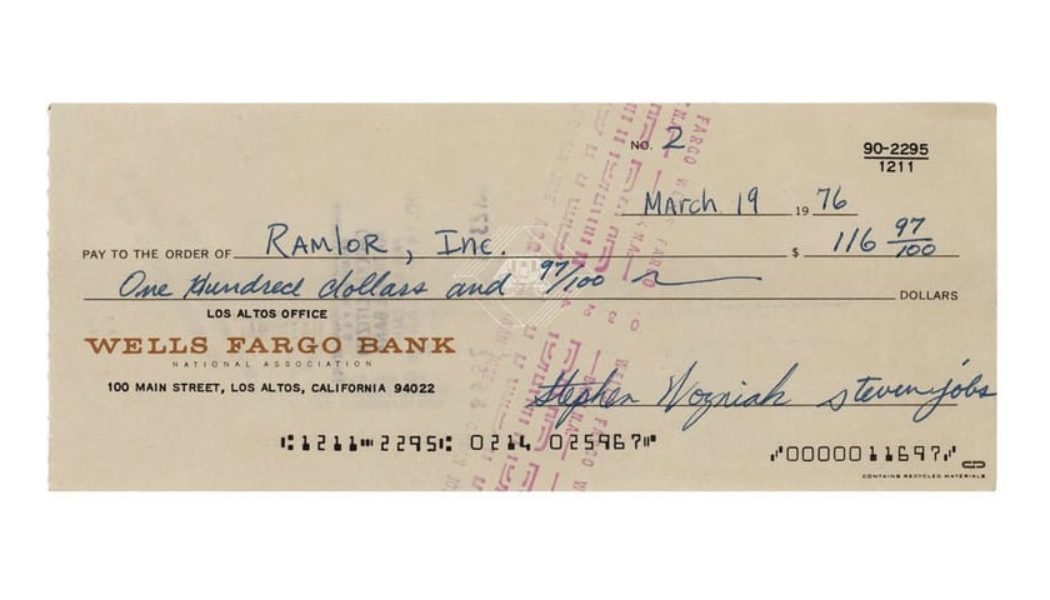 NO. 2
90-2295
1211
March 19 19 76
PAY TO THE ORDER OF RAMlOR, Inc. $ 116 97/100
One Hundred dollars and 97/100 DOLLARS
LOS ALTOS OFFICE
WELLS FARGO BANK
NATIONAL ASSOCIATION
100 MAIN STREET, LOS ALTOS, CALIFORNIA 94022
Stephen Wozniak steven jobs
⑆1211⑉2295⑆ 0214 025967⑈ ⑇0000011697⑇
CONTAINS RECYCLED MATERIALS